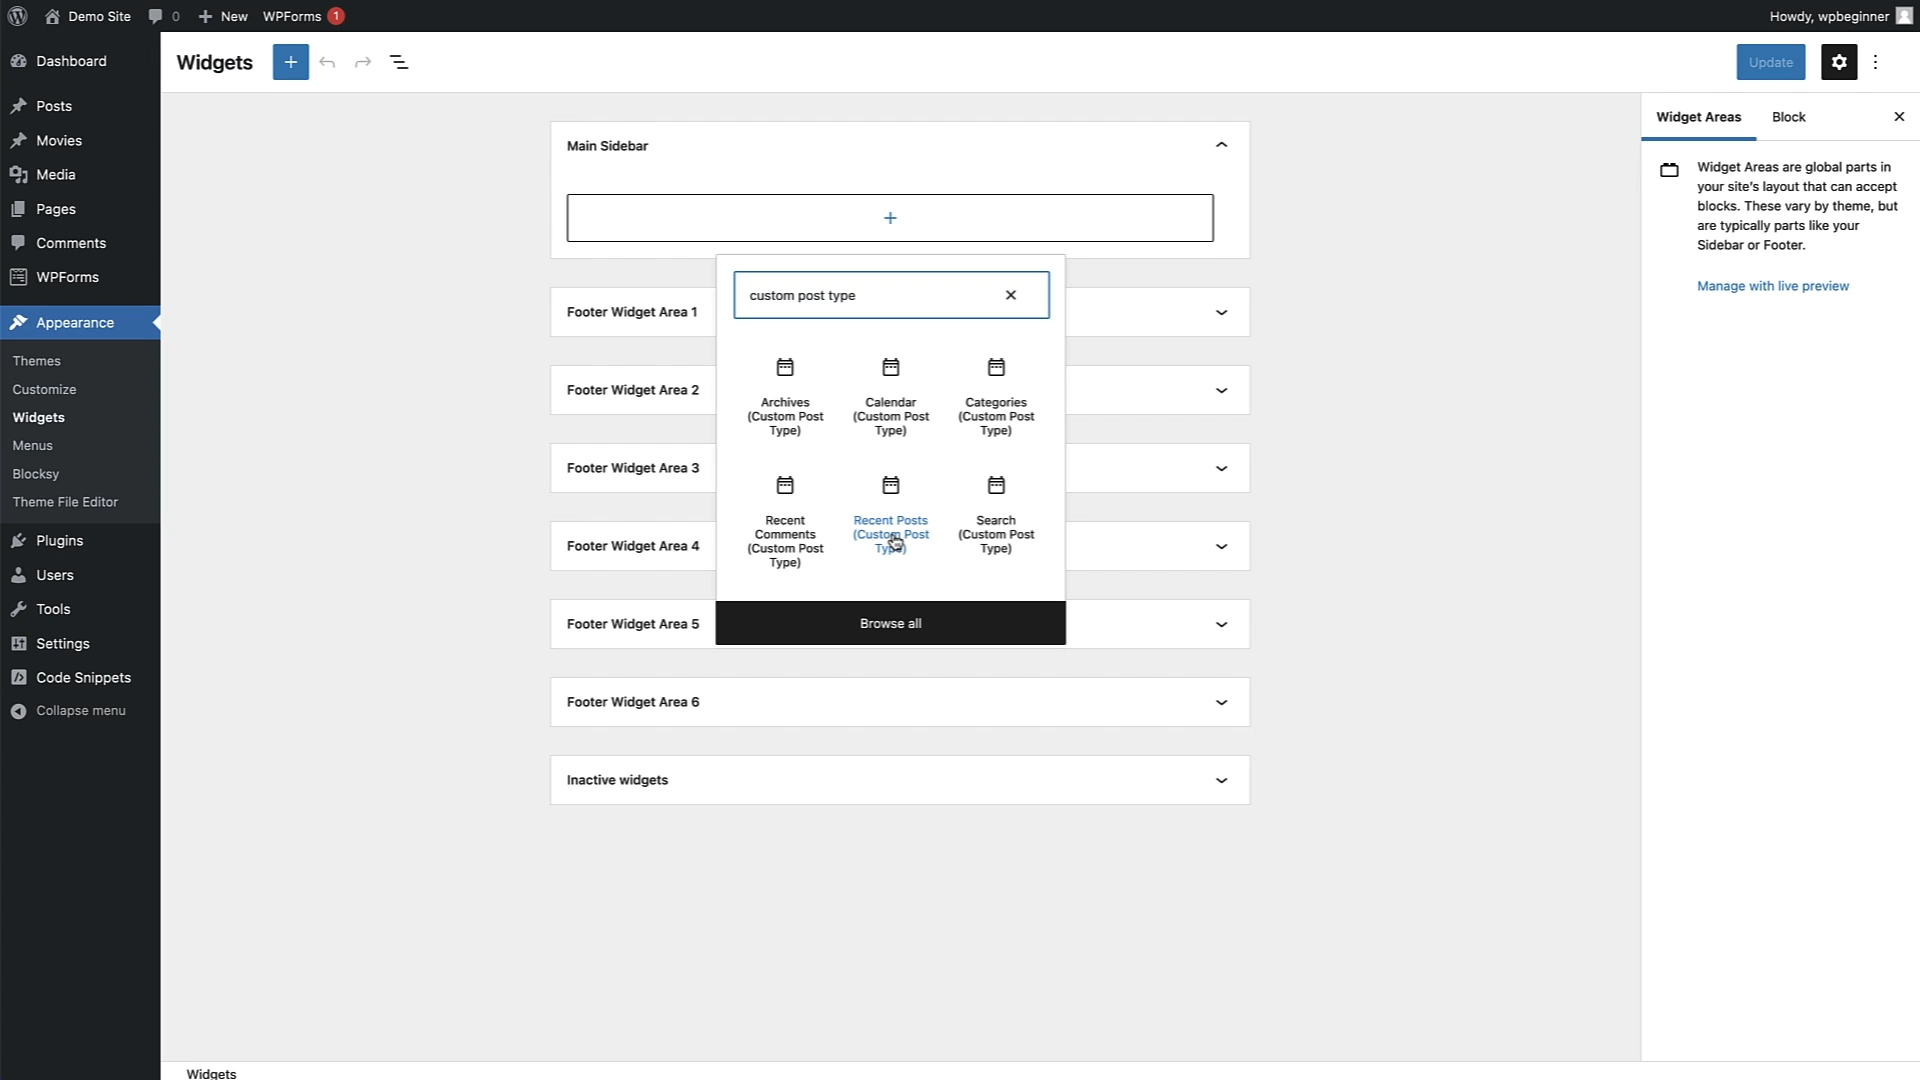 Demo Site
0
New
WPForms
1
Howdy, wpbeginner
Dashboard
Posts
Movies
Media
Pages
Comments
WPForms
Appearance
Themes
Customize
Widgets
Menus
Blocksy
Theme File Editor
Plugins
Users
Tools
Settings
Code Snippets
Collapse menu
Widgets
Update
Main Sidebar
Footer Widget Area 1
Footer Widget Area 2
Footer Widget Area 3
Footer Widget Area 4
Footer Widget Area 5
Footer Widget Area 6
Inactive widgets
custom post type
Archives
(Custom Post
Type)
Calendar
(Custom Post
Type)
Categories
(Custom Post
Type)
Recent
Comments
(Custom Post
Type)
Recent Posts
(Custom Post
Type)
Search
(Custom Post
Type)
Browse all
Widget Areas
Block
Widget Areas are global parts in
your site's layout that can accept
blocks. These vary by theme, but
are typically parts like your
Sidebar or Footer.
Manage with live preview
Widgets